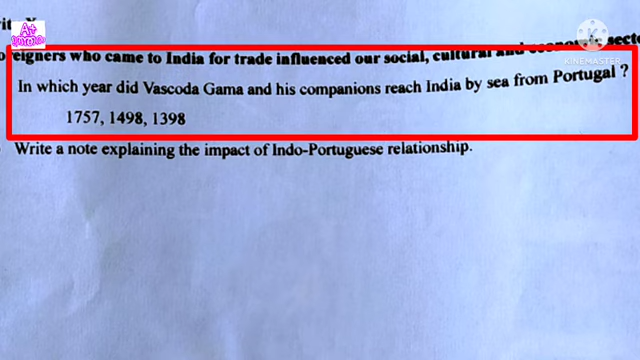 A+
KINEMASTER
who came to India for trade influenced our social, cultural and economic
In which year did Vascoda Gama and his companions reach India by sea from Portugal ?
1757, 1498, 1398
Write a note explaining the impact of Indo-Portuguese relationship.